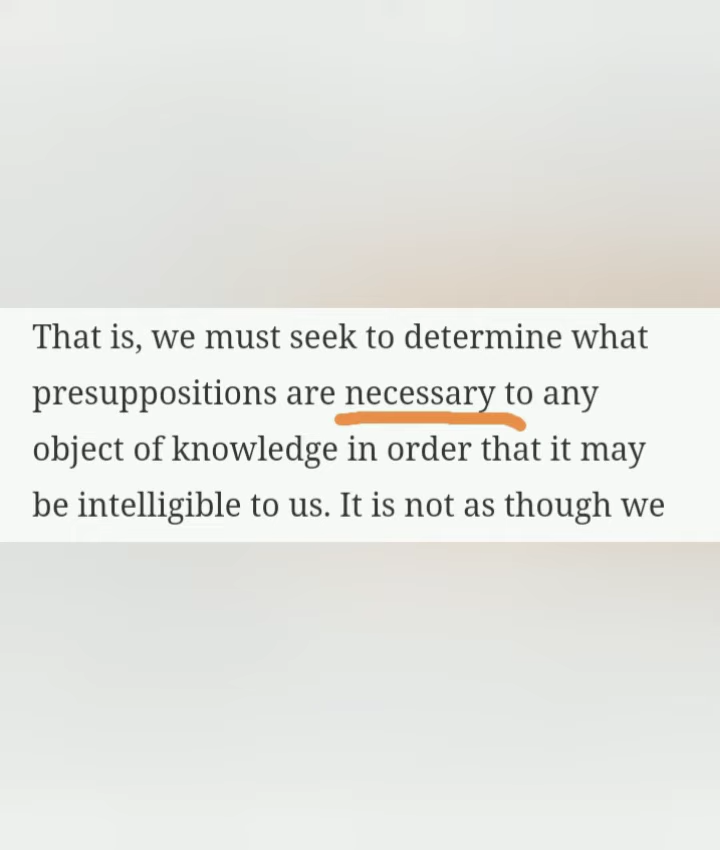 That is, we must seek to determine what
presuppositions are necessary to any
object of knowledge in order that it may
be intelligible to us. It is not as though we